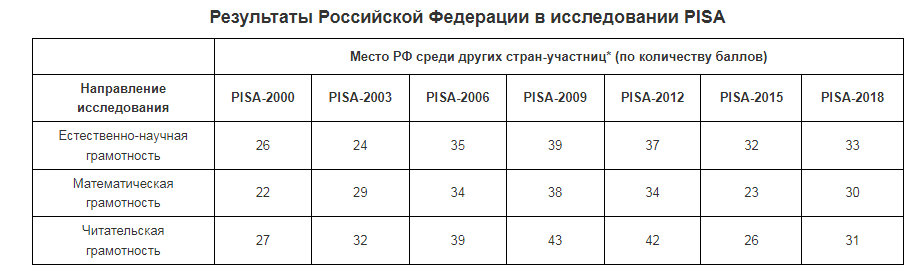 Результаты Российской Федерации в исследовании PISA
Место РФ среди других стран-участниц* (по количеству баллов)
Направление
исследования
PISA-2000 PISA-2003 PISA-2006 PISA-2009 PISA-2012 PISA-2015 PISA-2018
Естественно-научная
грамотность
26 24 35 39 37 32 33
Математическая
грамотность
22 29 34 38 34 23 30
Читательская
грамотность
27 32 39 43 42 26 31